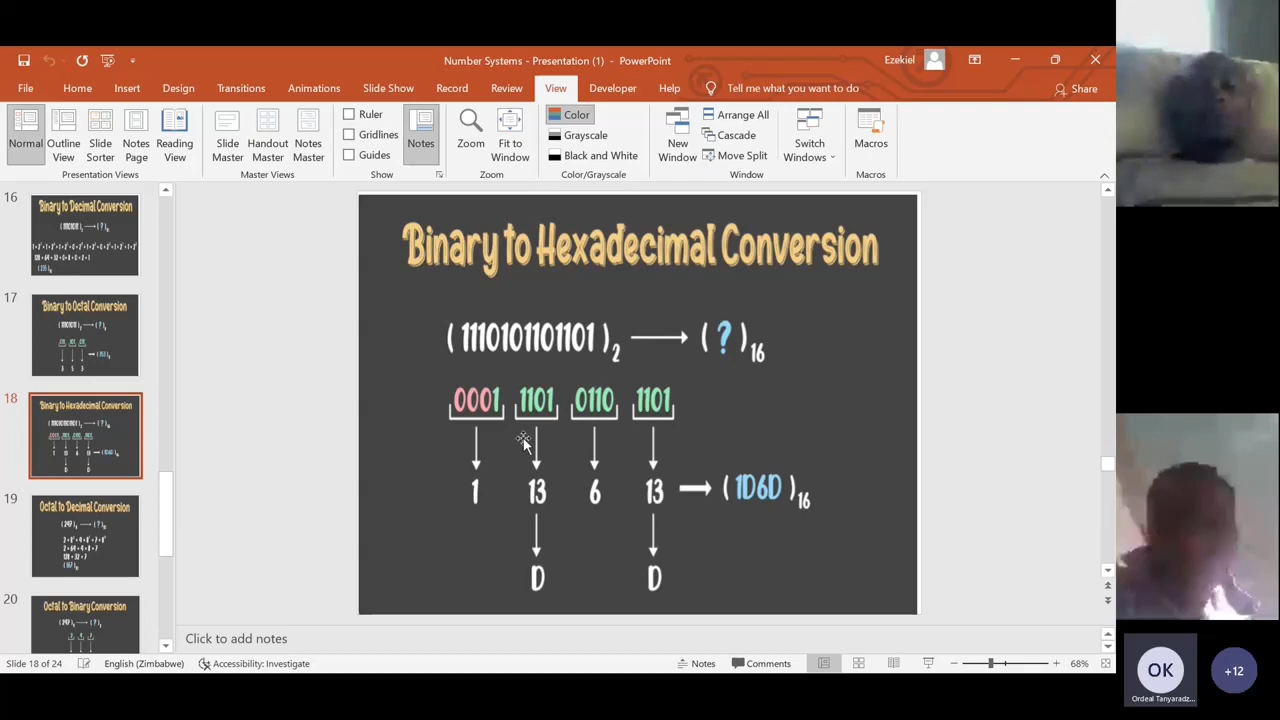 Number Systems - Presentation (1) - PowerPoint
Ezekiel
File Home Insert Design Transitions Animations Slide Show Record Review View Developer Help Tell me what you want to do Share
Normal
Outline View
Slide Sorter
Notes Page
Reading View
Presentation Views
Slide Master
Handout Master
Notes Master
Master Views
Ruler
Gridlines
Guides
Show
Notes
Zoom
Fit to Window
Zoom
Color
Grayscale
Black and White
Color/Grayscale
New Window
Arrange All
Cascade
Move Split
Switch Windows
Window
Macros
Macros
16
Binary to Decimal Conversion
17
Binary to Octal Conversion
18
Binary to Hexadecimal Conversion
19
Octal to Decimal Conversion
20
Octal to Binary Conversion
Binary to Hexadecimal Conversion
( 1110101101101 )2 → ( ? )16
0001 1101 0110 1101
1 13 6 13 → ( 1D6D )16
D D
Click to add notes
Slide 18 of 24 English (Zimbabwe) Accessibility: Investigate Notes Comments 68%
OK
Ordeal Tanyaradz...
+12